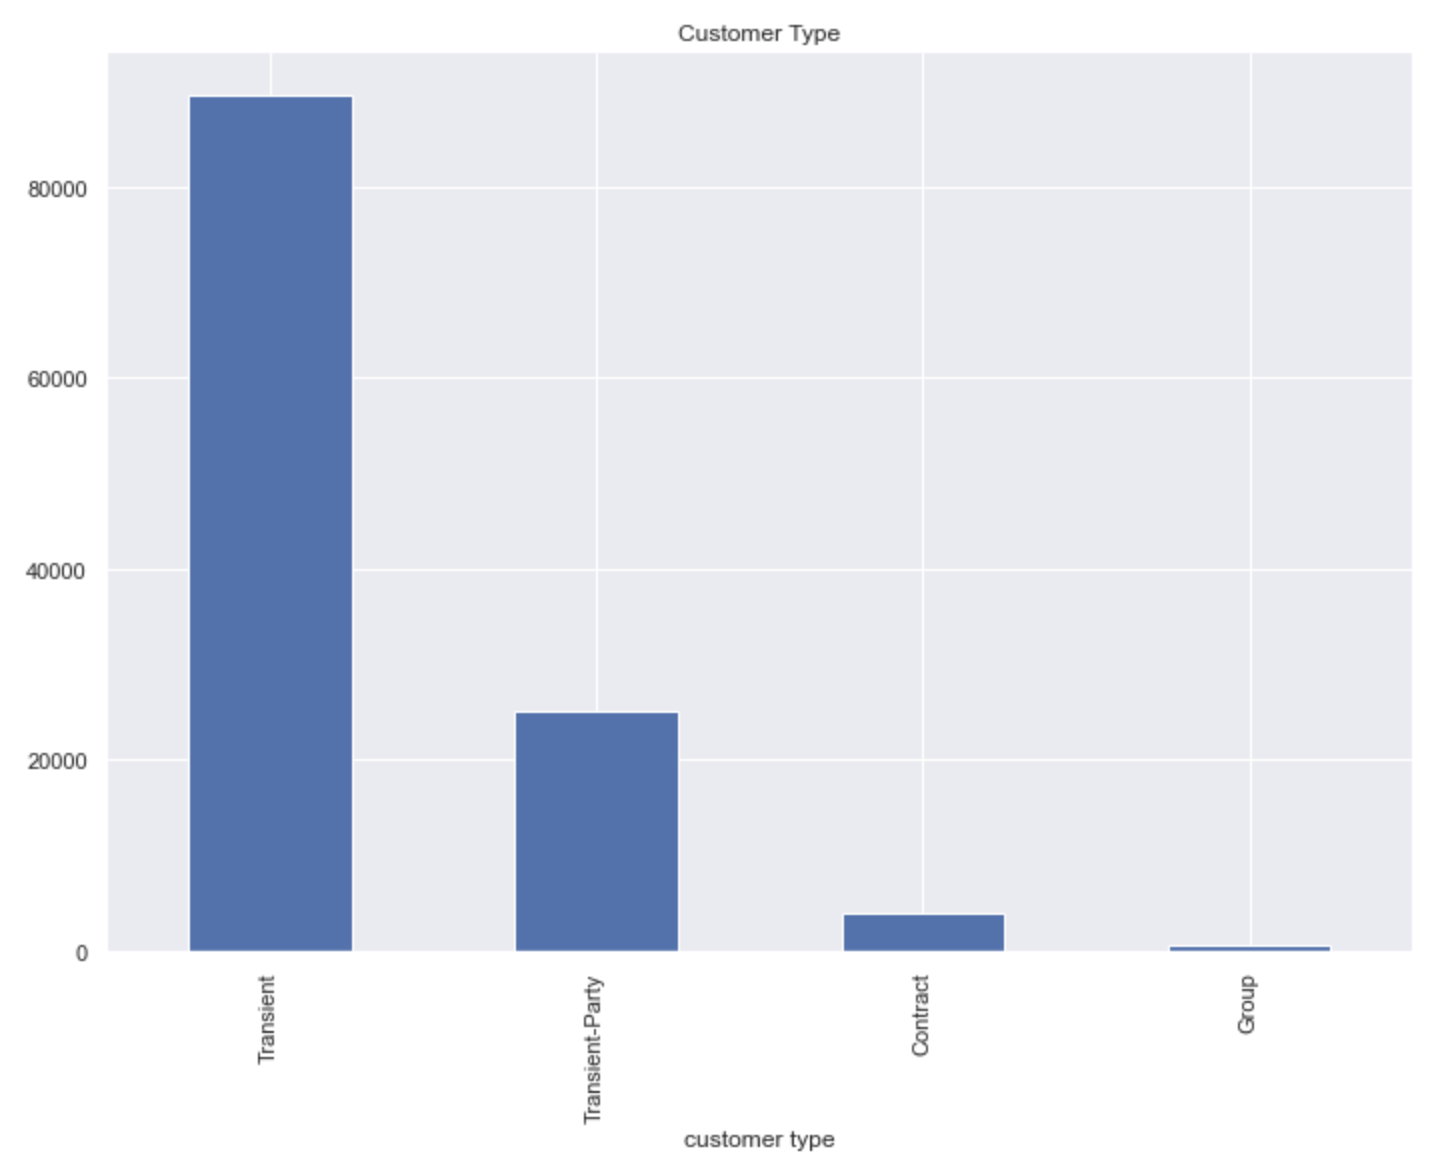 Customer Type
80000
60000
40000
20000
0
Transient
Transient-Party
Contract
Group
customer type